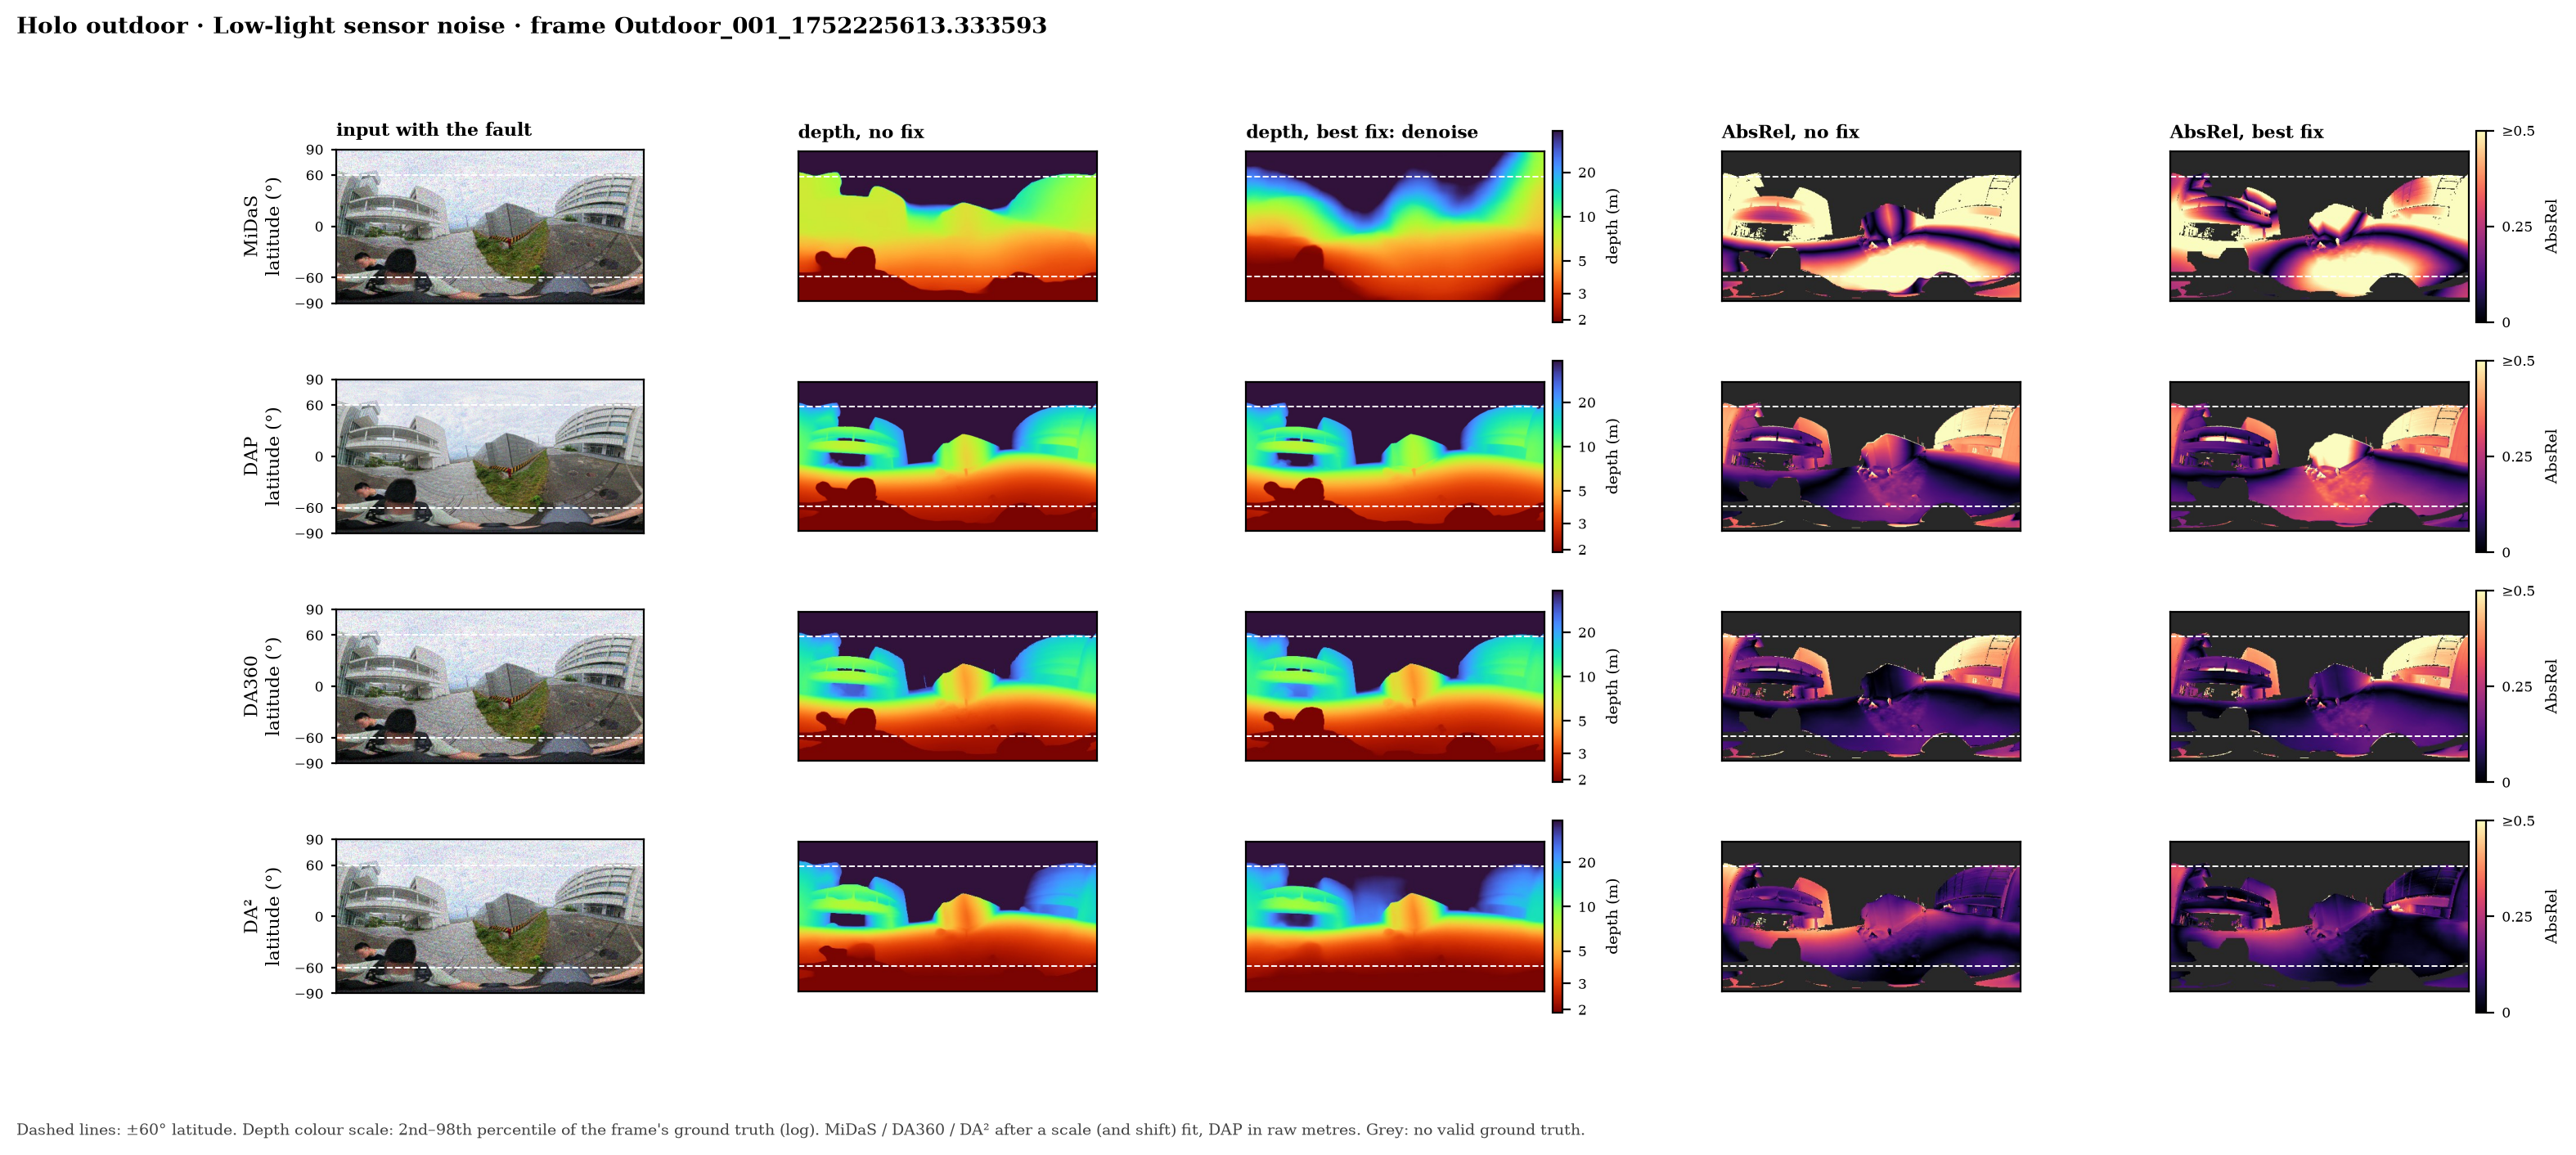 Holo outdoor · Low-light sensor noise · frame Outdoor_001_1752225613.333593
input with the fault
depth, no fix
depth, best fix: denoise
AbsRel, no fix
AbsRel, best fix
MiDaS
latitude (°)
90
60
0
−60
−90
20
10
5
3
2
depth (m)
≥0.5
0.25
0
AbsRel
DAP
latitude (°)
90
60
0
−60
−90
20
10
5
3
2
depth (m)
≥0.5
0.25
0
AbsRel
DA360
latitude (°)
90
60
0
−60
−90
20
10
5
3
2
depth (m)
≥0.5
0.25
0
AbsRel
DA²
latitude (°)
90
60
0
−60
−90
20
10
5
3
2
depth (m)
≥0.5
0.25
0
AbsRel
Dashed lines: ±60° latitude. Depth colour scale: 2nd–98th percentile of the frame's ground truth (log). MiDaS / DA360 / DA² after a scale (and shift) fit, DAP in raw metres. Grey: no valid ground truth.